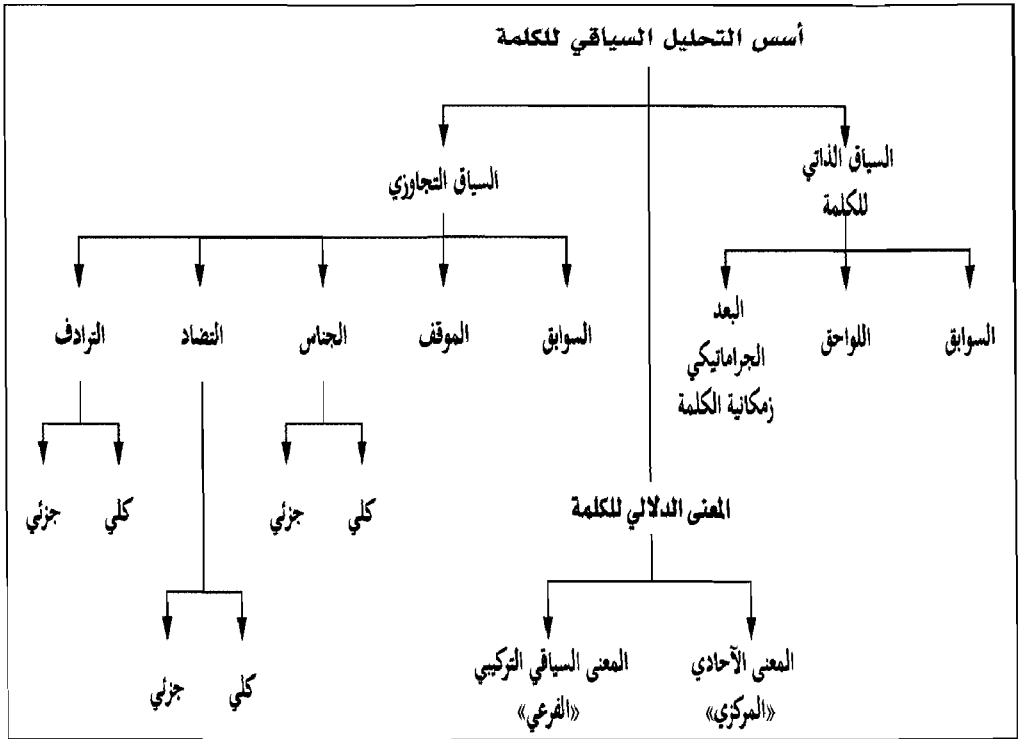 أسس التحليل السياقي للكلمة
السياق الذاتي
للكلمة
السياق التجاوزي
السوابق
اللواحق
البعد
الجراماتيكي
زمكانية الكلمة
السوابق
الموقف
الجناس
التضاد
الترادف
كلي
جزئي
كلي
جزئي
المعنى الدلالي للكلمة
المعنى الآحادي
«المركزي»
المعنى السياقي التركيبي
«الفرعي»
كلي
جزئي